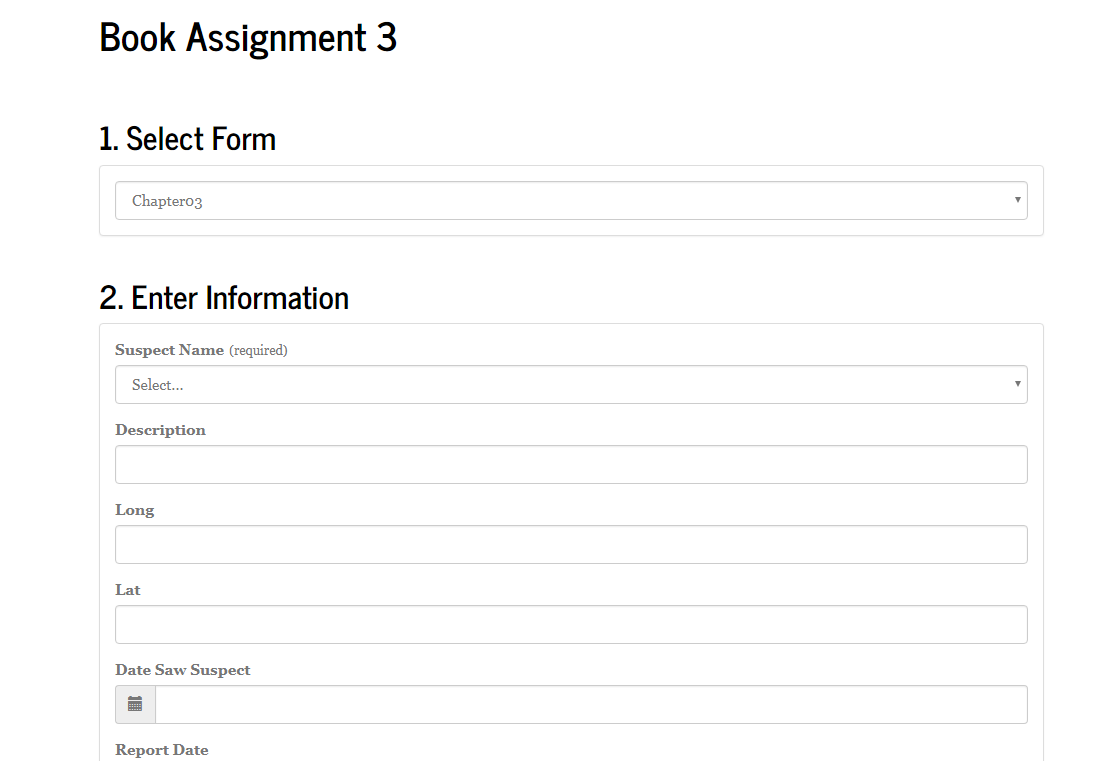 Book Assignment 3
1. Select Form
Chapter03
2. Enter Information
Suspect Name (required)
Select...
Description
Long
Lat
Date Saw Suspect
Report Date